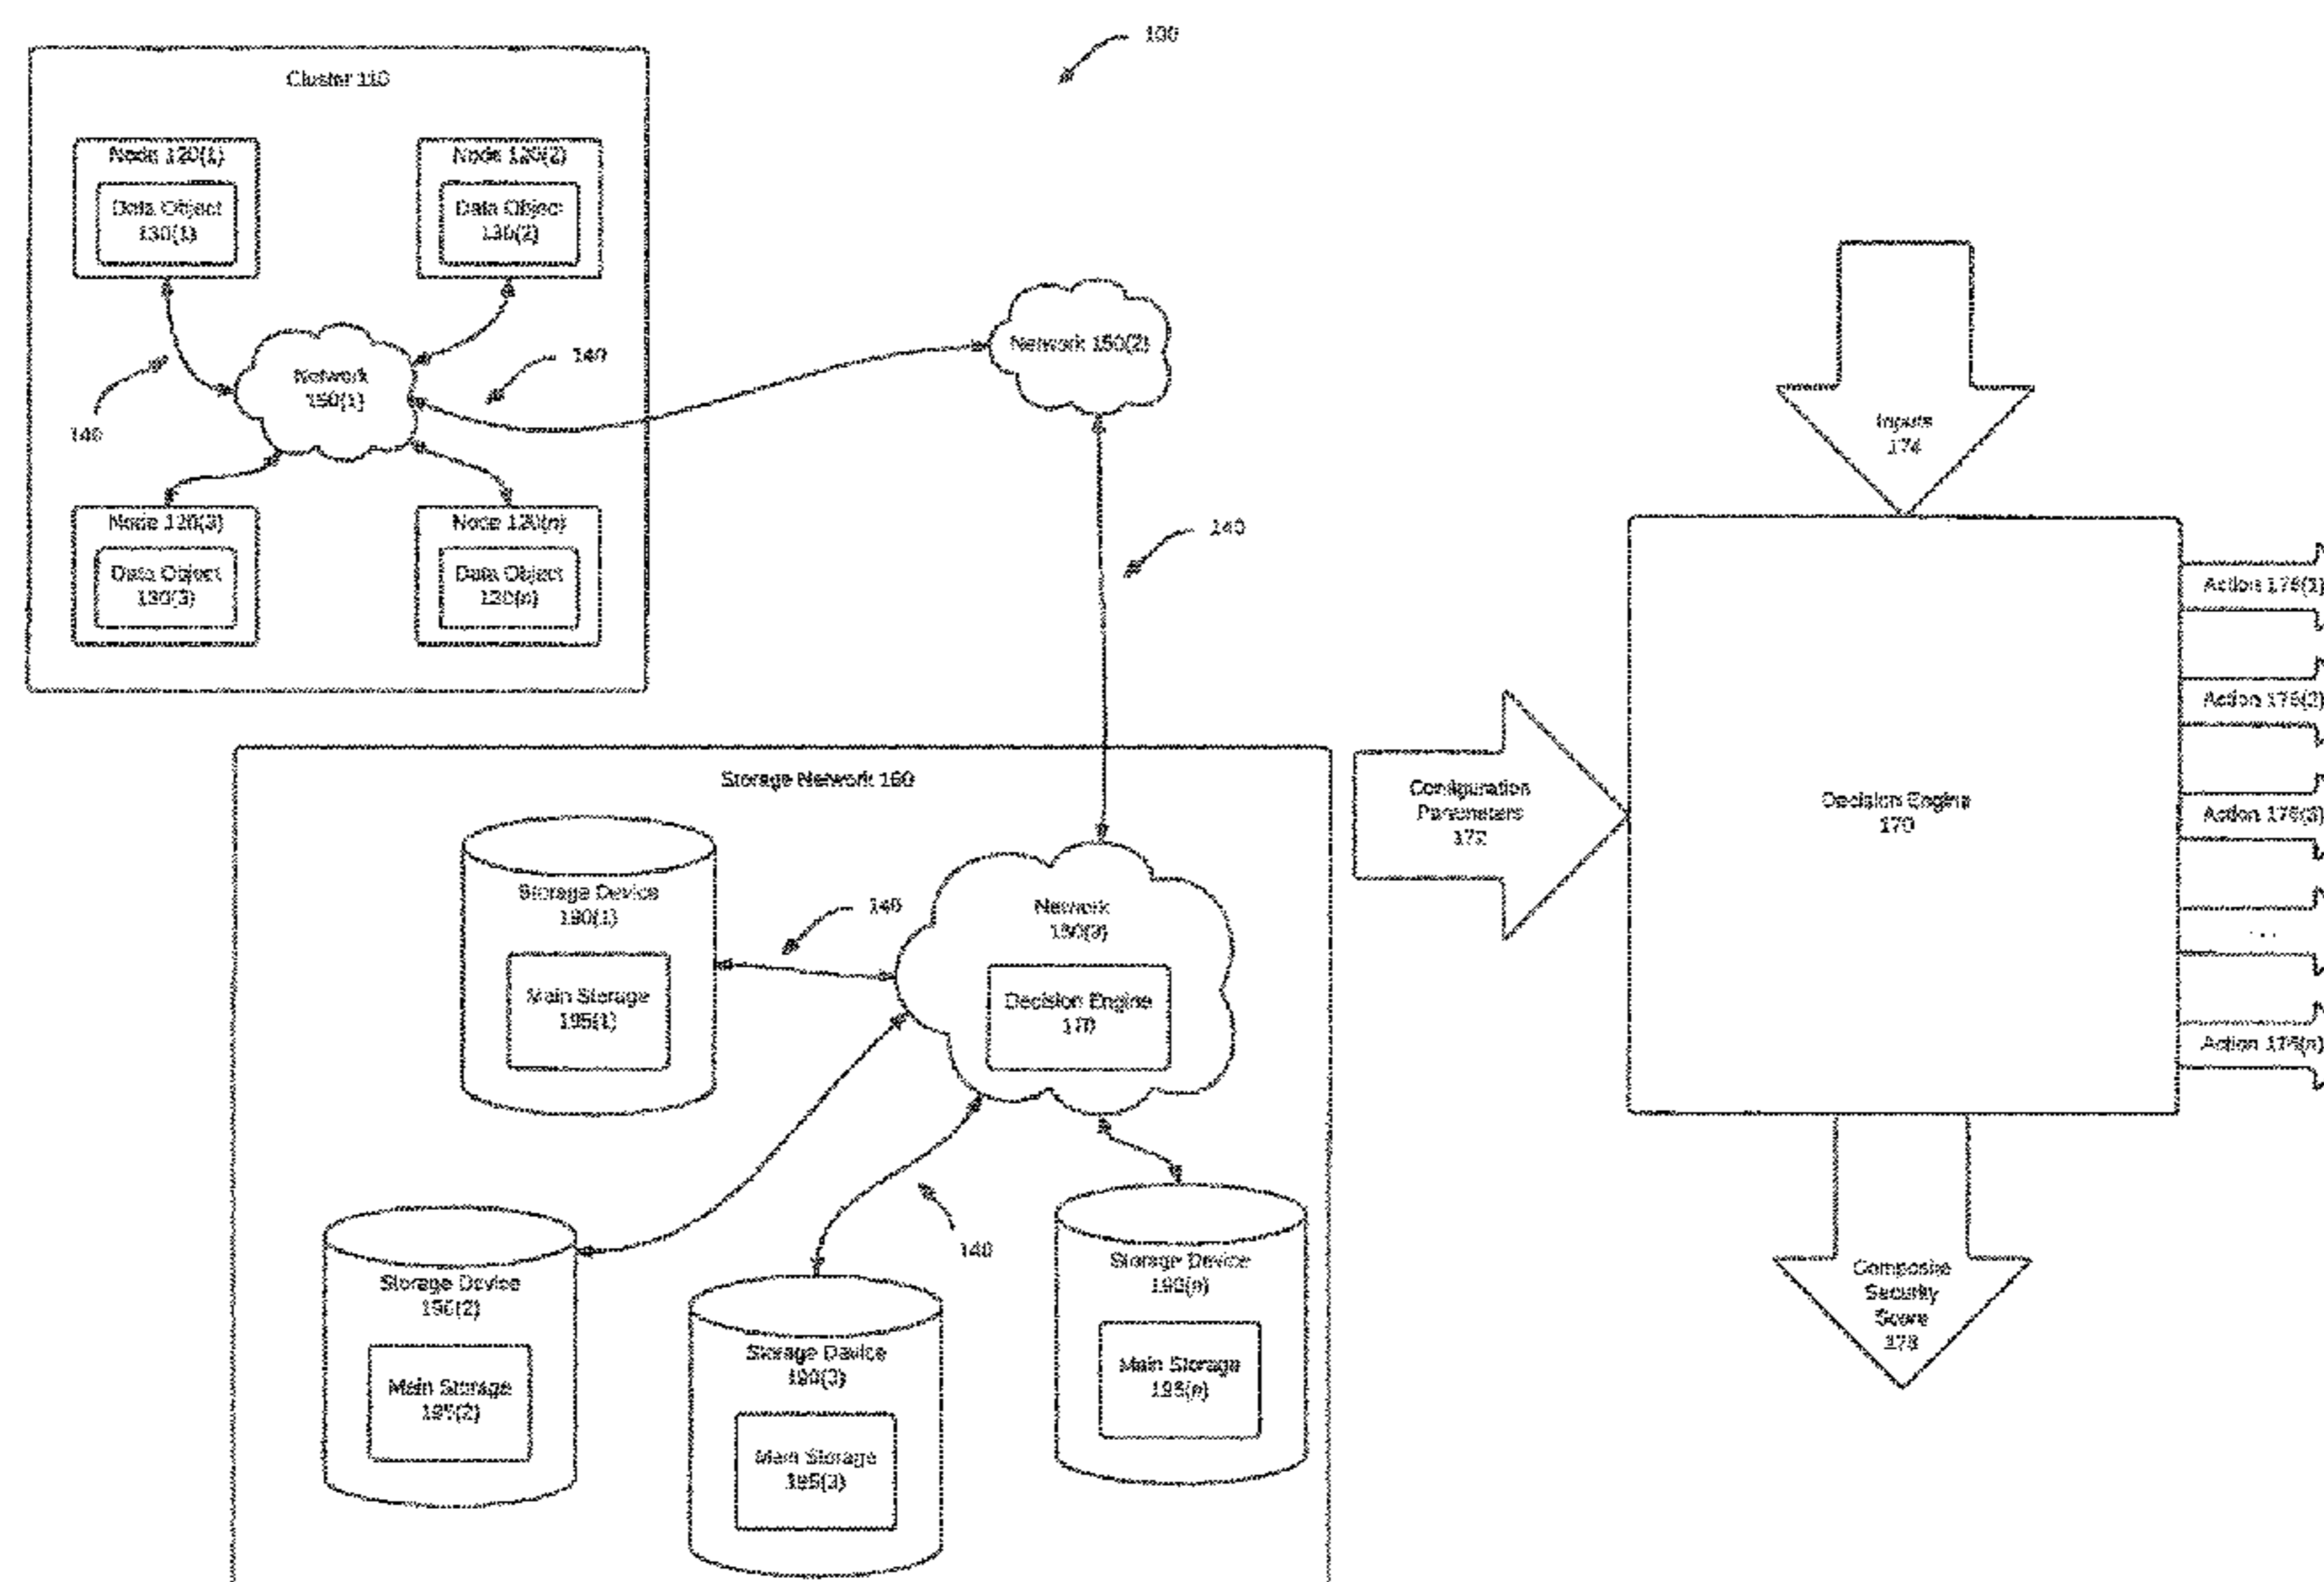 100
Cluster 110
Node 120(1)
Data Object
130(1)
Node 120(2)
Data Object
130(2)
140
140
Network
150(1)
Network 150(2)
Node 120(3)
Data Object
130(3)
Node 120(n)
Data Object
130(n)
140
Storage Network 160
Storage Device
190(1)
Main Storage
195(1)
140
Network
150(3)
Decision Engine
170
Storage Device
190(2)
Main Storage
195(2)
Storage Device
190(3)
Main Storage
195(3)
140
Storage Device
190(n)
Main Storage
195(n)
Inputs
174
Configuration
Parameters
172
Decision Engine
170
Action 176(1)
Action 176(2)
Action 176(3)
...
Action 176(n)
Composite
Security
Score
178